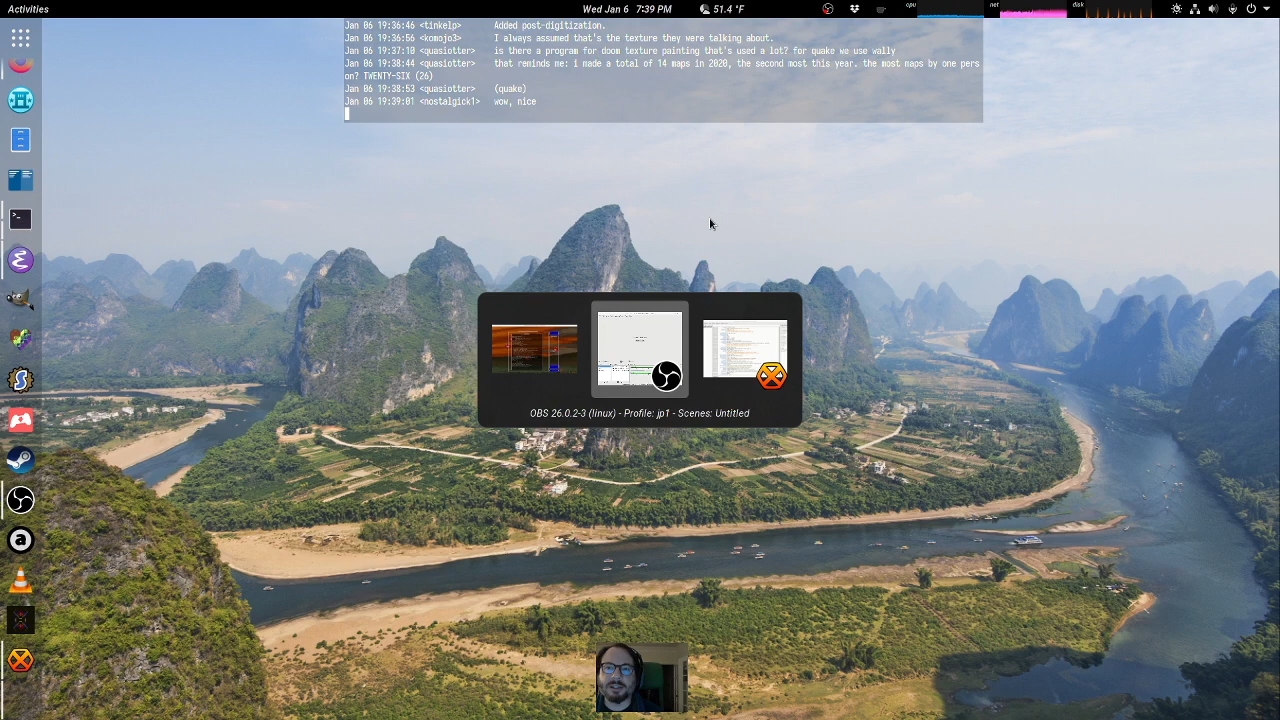 Activities
Wed Jan 6 7:39 PM
51.4 °F
cpu
net
disk
Jan 06 19:36:46 <tinkelp> Added post-digitization.
Jan 06 19:36:56 <komojo3> I always assumed that's the texture they were talking about.
Jan 06 19:37:10 <quasiotter> is there a program for doom texture painting that's used a lot? for quake we use wally
Jan 06 19:38:44 <quasiotter> that reminds me: i made a total of 14 maps in 2020, the second most this year. the most maps by one pers
on? TWENTY-SIX (26)
Jan 06 19:38:53 <quasiotter> (quake)
Jan 06 19:39:01 <nostalgick1> wow, nice
OBS 26.0.2-3 (linux) - Profile: jp1 - Scenes: Untitled